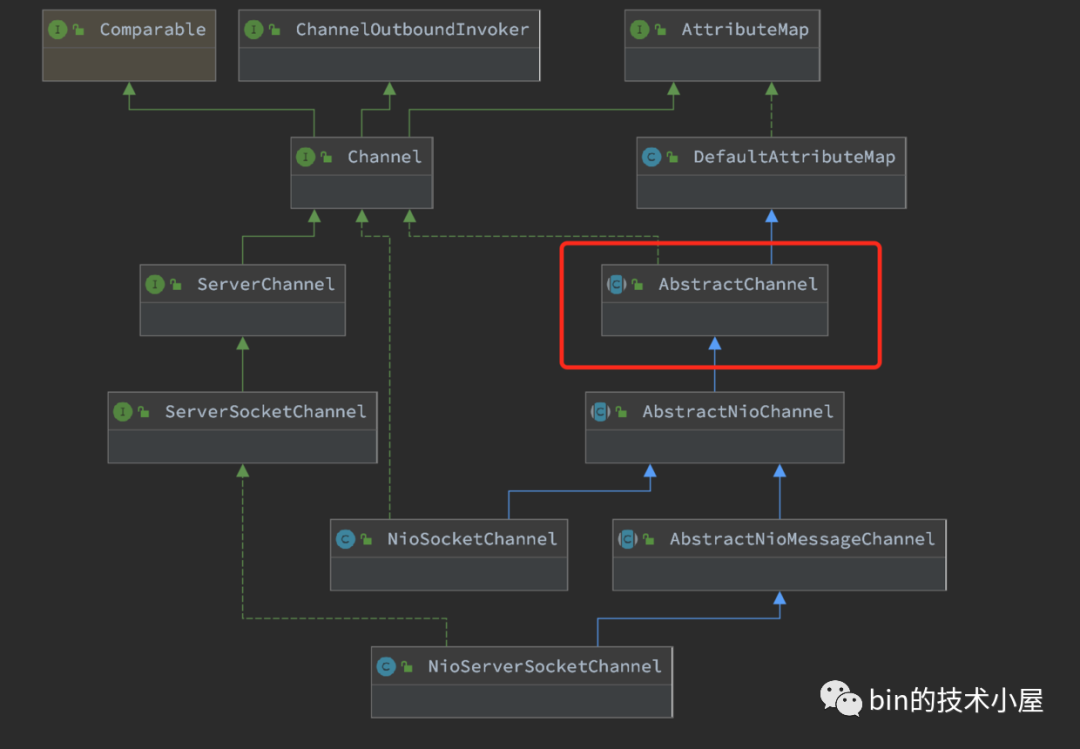 Comparable
ChannelOutboundInvoker
AttributeMap
Channel
DefaultAttributeMap
ServerChannel
AbstractChannel
ServerSocketChannel
AbstractNioChannel
NioSocketChannel
AbstractNioMessageChannel
NioServerSocketChannel
bin的技术小屋